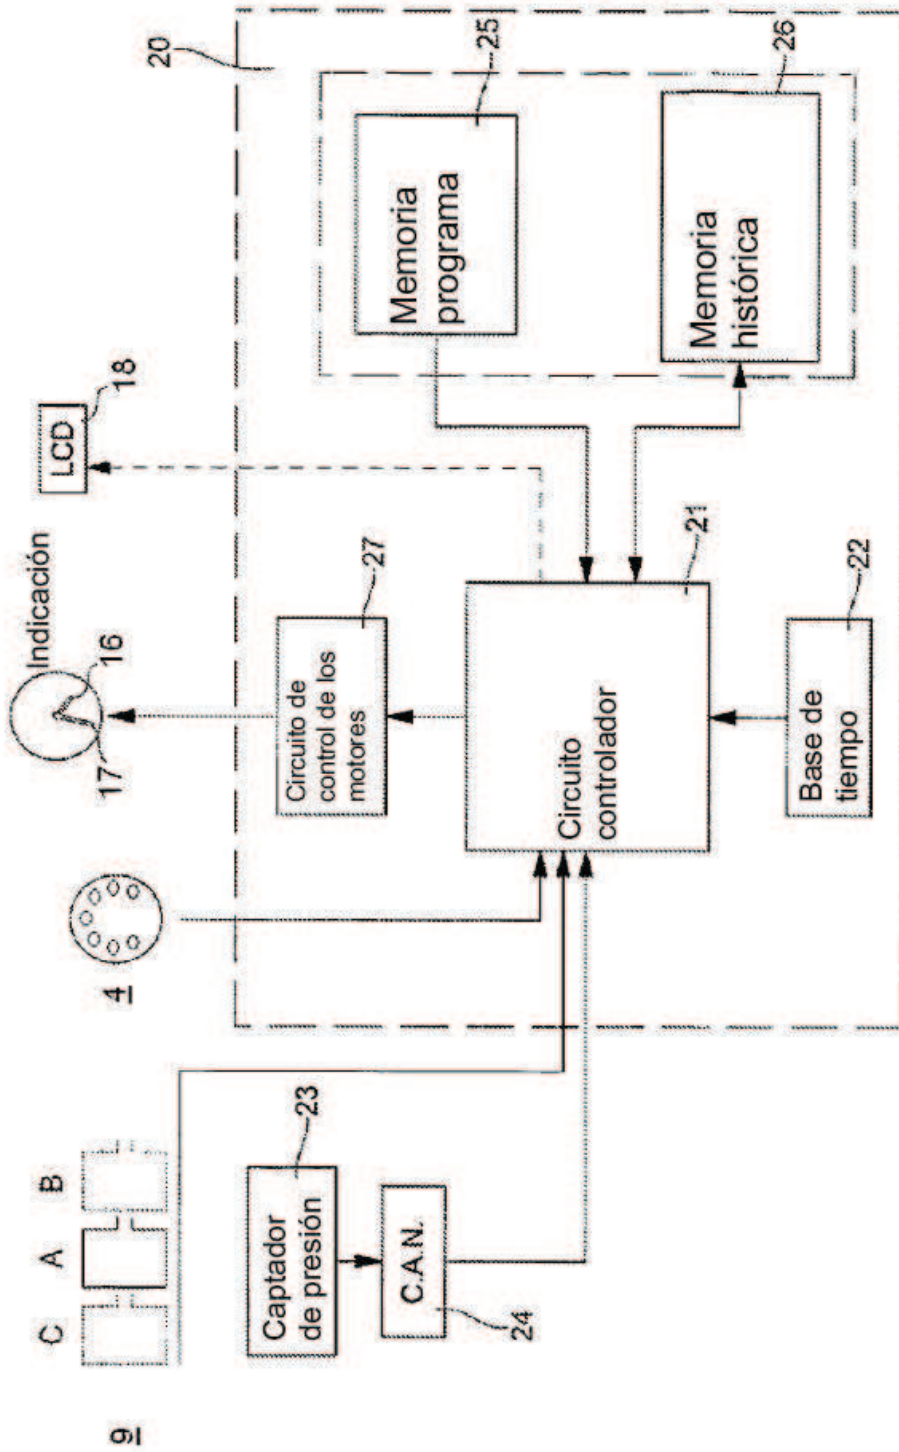 9
C
A
B
4
Indicación
17
16
LCD
18
20
Captador
de presión
23
C.A.N.
24
Circuito de
control de los
motores
27
Circuito
controlador
21
Base de
tiempo
22
Memoria
programa
25
Memoria
histórica
26